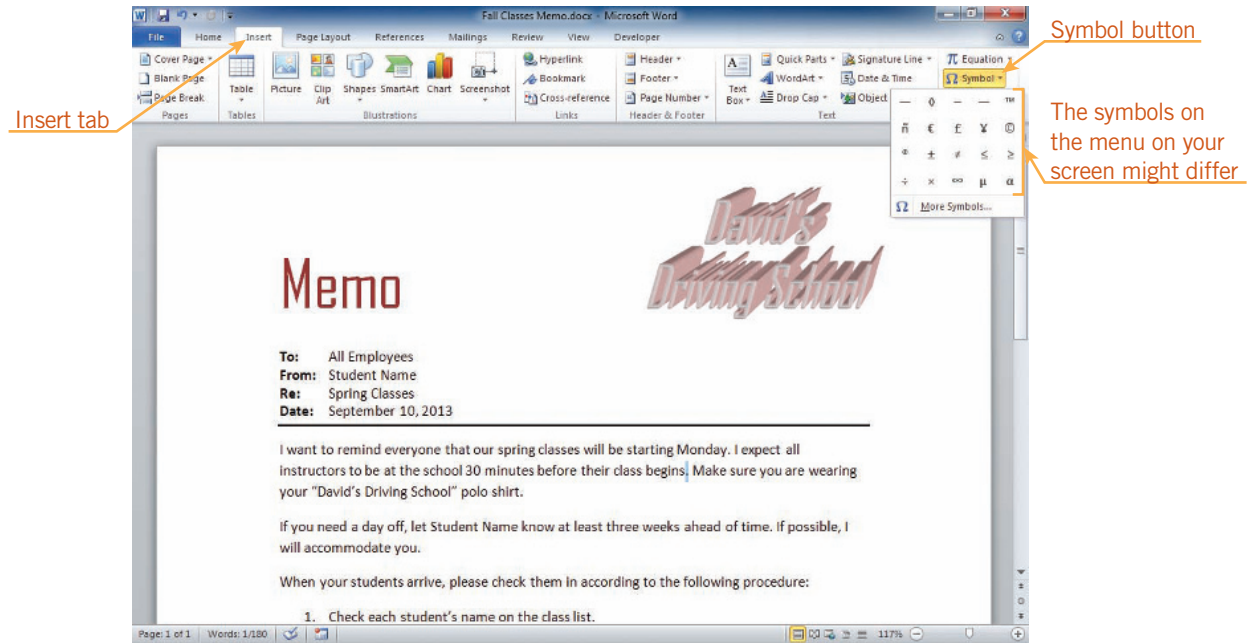 Fall Classes Memo.docx - Microsoft Word
File Home Insert Page Layout References Mailings Review View Developer
Symbol button
Cover Page
Blank Page
Page Break
Pages
Table
Tables
Picture Clip Art Shapes SmartArt Chart Screenshot
Illustrations
Hyperlink
Bookmark
Cross-reference
Links
Header
Footer
Page Number
Header & Footer
Text Box
Quick Parts
WordArt
Drop Cap
Signature Line
Date & Time
Object
Text
π Equation
Ω Symbol
— ◊ – — ™
ñ € £ ¥ ©
® ± ≠ ≤ ≥
÷ × ∞ µ α
Ω More Symbols...
Insert tab
The symbols on
the menu on your
screen might differ
David's
Driving School
Memo
To: All Employees
From: Student Name
Re: Spring Classes
Date: September 10, 2013
I want to remind everyone that our spring classes will be starting Monday. I expect all
instructors to be at the school 30 minutes before their class begins. Make sure you are wearing
your “David’s Driving School” polo shirt.
If you need a day off, let Student Name know at least three weeks ahead of time. If possible, I
will accommodate you.
When your students arrive, please check them in according to the following procedure:
1. Check each student’s name on the class list.
Page: 1 of 1 Words: 1/180 117%